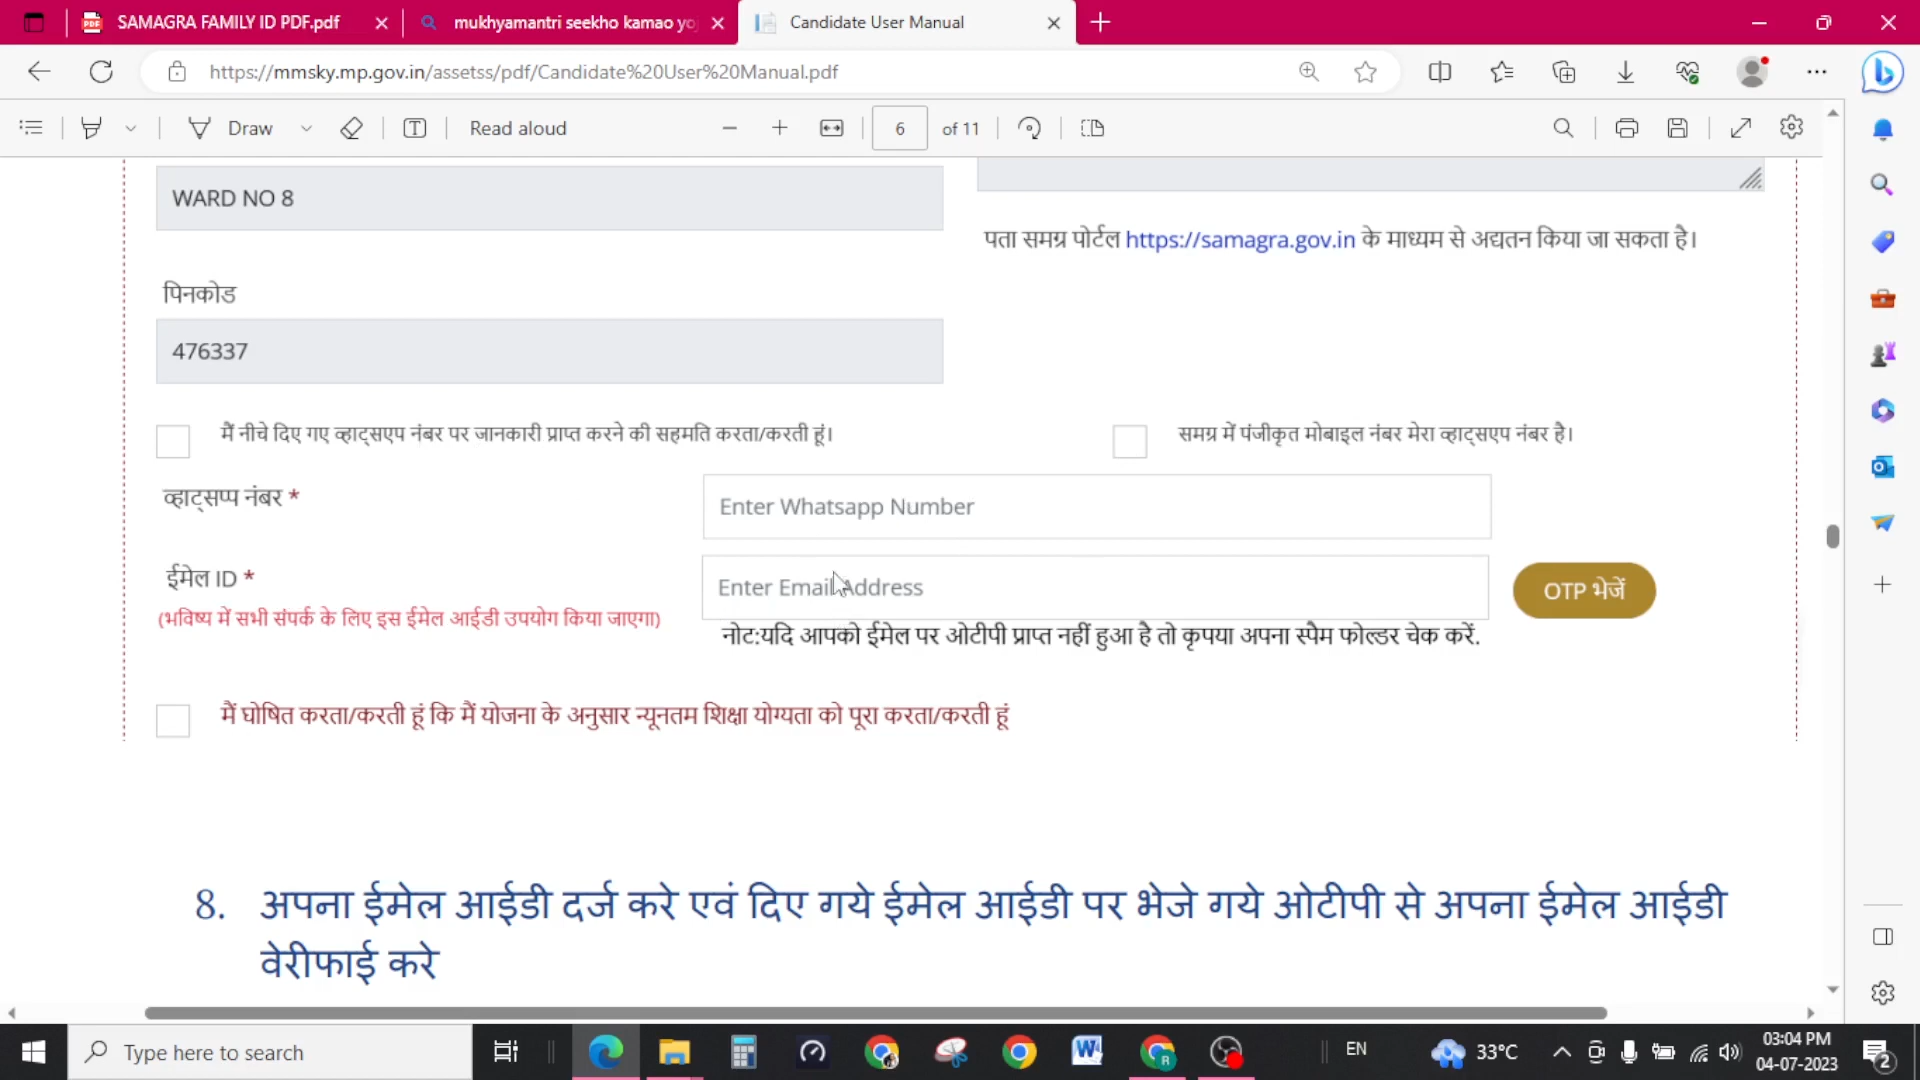 SAMAGRA FAMILY ID PDF.pdf
mukhyamantri seekho kamao yo
Candidate User Manual
https://mmsky.mp.gov.in/assetss/pdf/Candidate%20User%20Manual.pdf
Draw
Read aloud
6 of 11
WARD NO 8
पता समग्र पोर्टल https://samagra.gov.in के माध्यम से अद्यतन किया जा सकता है।
पिनकोड
476337
मैं नीचे दिए गए व्हाट्सएप नंबर पर जानकारी प्राप्त करने की सहमति करता/करती हूं।
समग्र में पंजीकृत मोबाइल नंबर मेरा व्हाट्सएप नंबर है।
व्हाट्सप्प नंबर *
Enter Whatsapp Number
ईमेल ID *
Enter Email Address
OTP भेजें
(भविष्य में सभी संपर्क के लिए इस ईमेल आईडी उपयोग किया जाएगा)
नोट:यदि आपको ईमेल पर ओटीपी प्राप्त नहीं हुआ है तो कृपया अपना स्पैम फोल्डर चेक करें.
मैं घोषित करता/करती हूं कि मैं योजना के अनुसार न्यूनतम शिक्षा योग्यता को पूरा करता/करती हूं
8. अपना ईमेल आईडी दर्ज करे एवं दिए गये ईमेल आईडी पर भेजे गये ओटीपी से अपना ईमेल आईडी
वेरीफाई करे
Type here to search
EN
33°C
03:04 PM
04-07-2023
2